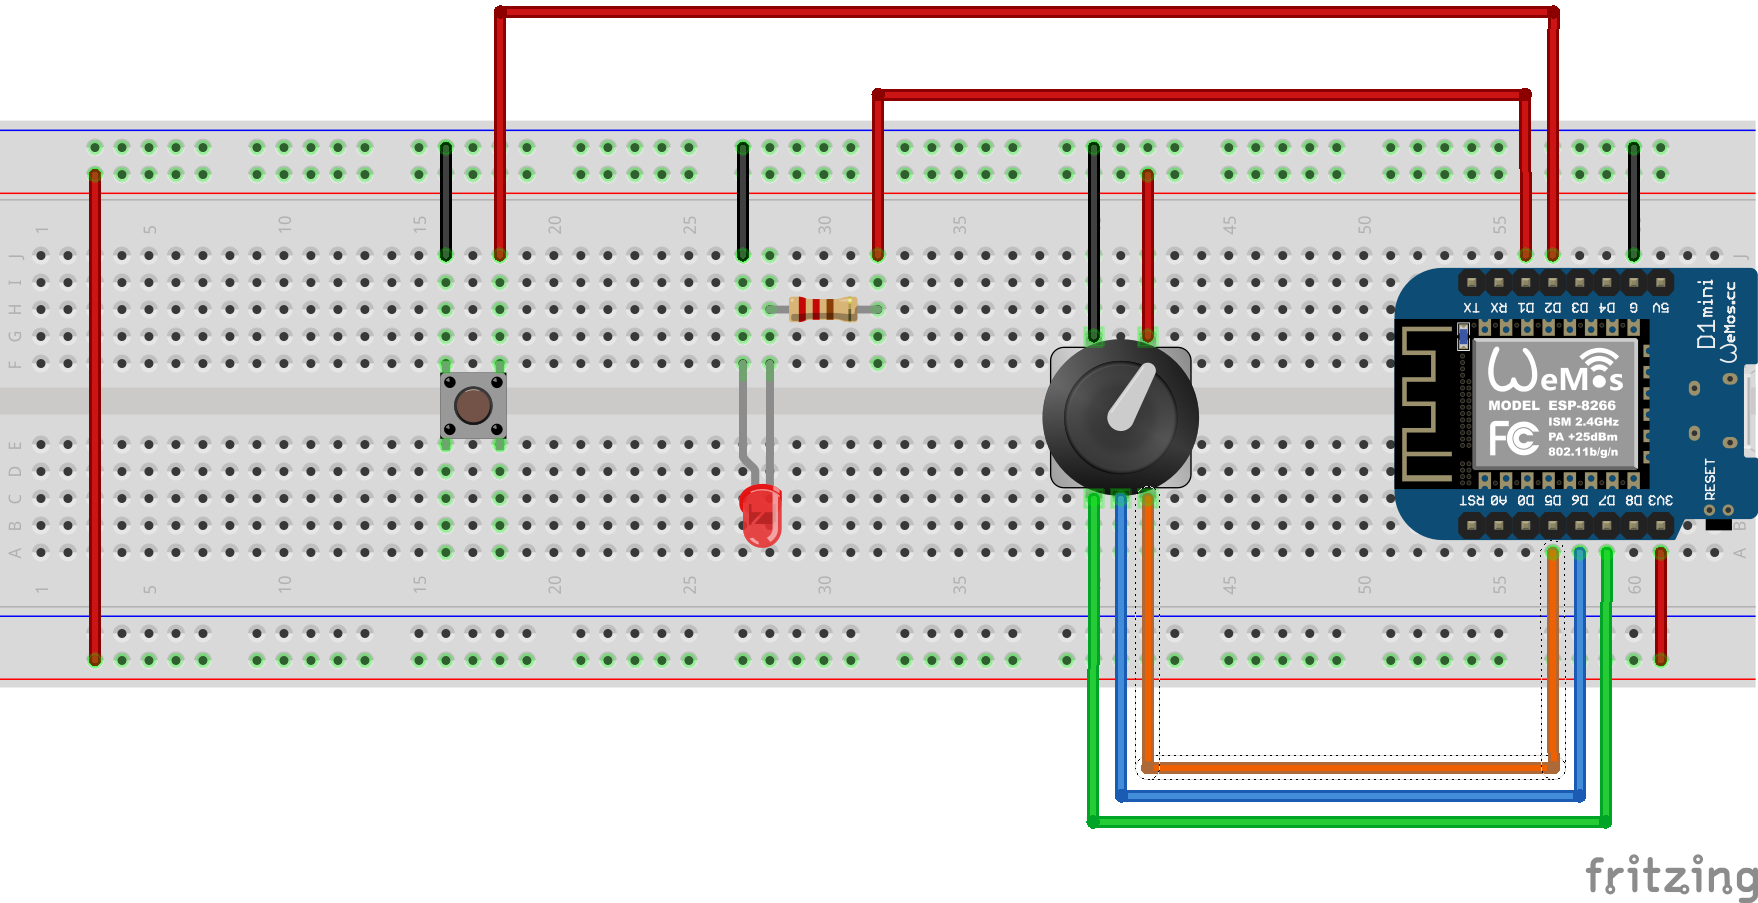 1 5 10 15 20 25 30 35 45 50 55
J J
I
H
G
F
TX RX D1 D2 D3 D4 G 5V
D1 mini
WeMos.cc
WeMos
MODEL ESP-8266
ISM 2.4GHz
PA +25dBm
802.11b/g/n
FC
RST A0 D0 D5 D6 D7 D8 3V3
RESET
E
D
C
B B
A A
1 5 10 15 20 25 30 35 45 50 55 60
fritzing